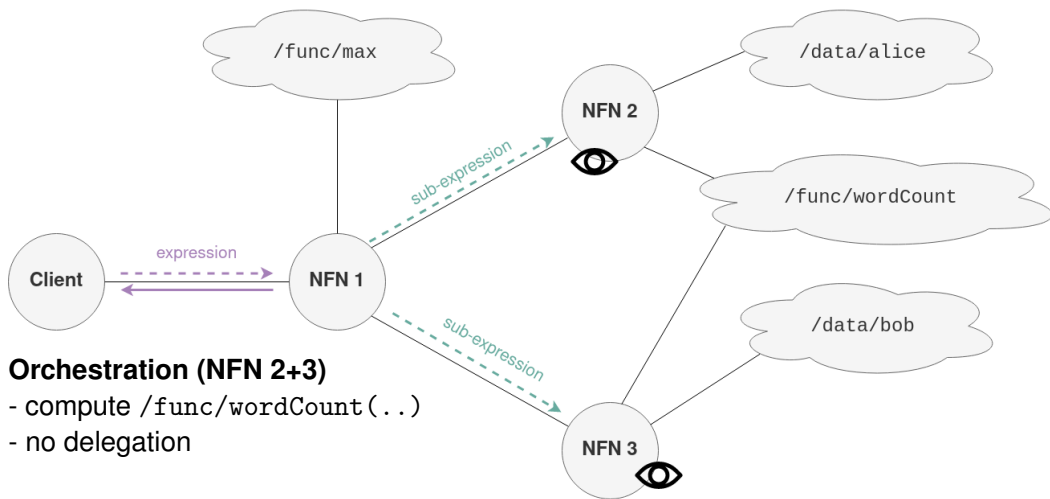 /func/max
/data/alice
NFN 2
sub-expression
/func/wordCount
expression
Client
NFN 1
/data/bob
sub-expression
Orchestration (NFN 2+3)
- compute /func/wordCount(..)
- no delegation
NFN 3